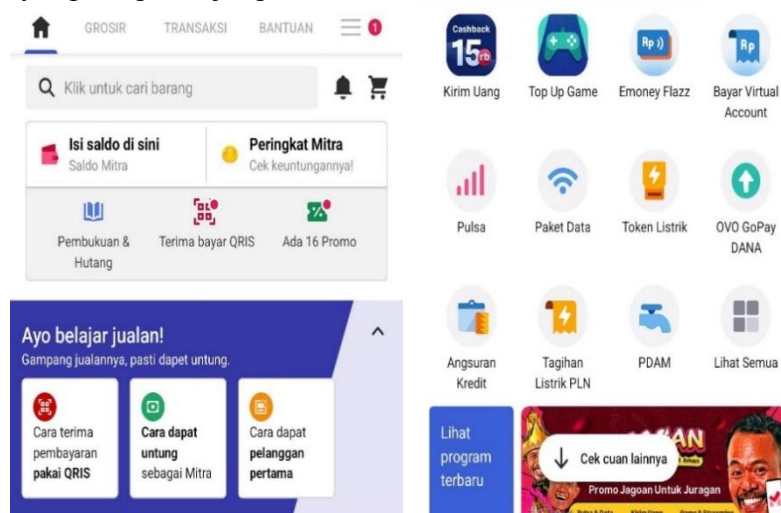 GROSIR TRANSAKSI BANTUAN 1
Klik untuk cari barang
Isi saldo di sini
Saldo Mitra
Peringkat Mitra
Cek keuntungannya!
Pembukuan &
Hutang
Terima bayar QRIS
Ada 16 Promo
Ayo belajar jualan!
Gampang jualannya, pasti dapet untung.
Cara terima
pembayaran
pakai QRIS
Cara dapat
untung
sebagai Mitra
Cara dapat
pelanggan
pertama
Cashback
15rb
Kirim Uang
Top Up Game
Rp
Emoney Flazz
Rp
Bayar Virtual
Account
Pulsa
Paket Data
Token Listrik
OVO GoPay
DANA
Angsuran
Kredit
Tagihan
Listrik PLN
PDAM
Lihat Semua
Lihat
program
terbaru
Cek cuan lainnya
Promo Jagoan Untuk Juragan